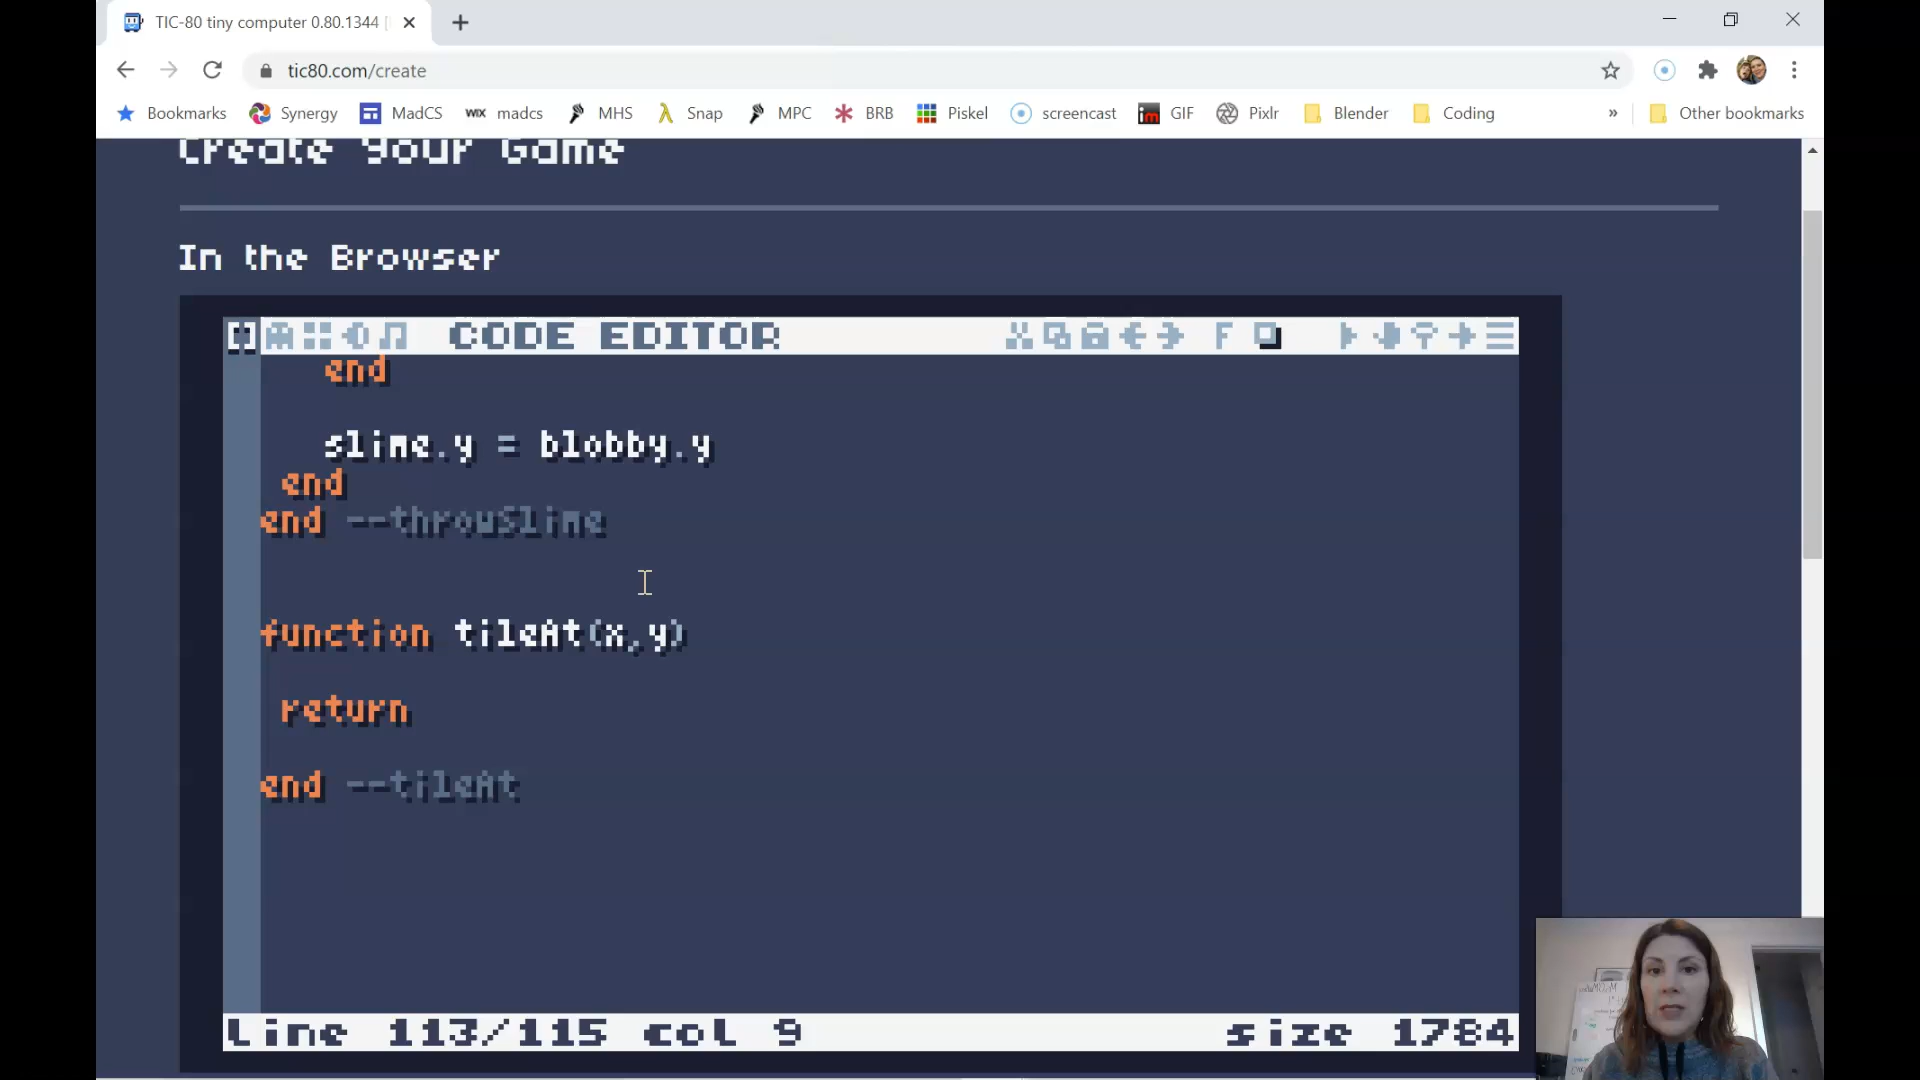 TIC-80 tiny computer 0.80.1344
tic80.com/create
Bookmarks Synergy MadCS WIX madcs MHS Snap MPC BRB Piskel screencast im GIF Pixlr Blender Coding » Other bookmarks
Create your Game
In the Browser
CODE EDITOR F
end
slime.y = blobby.y
end
end --throwSlime
function tileAt(x,y)
return
end --tileAt
line 113/115 col 9 size 1784